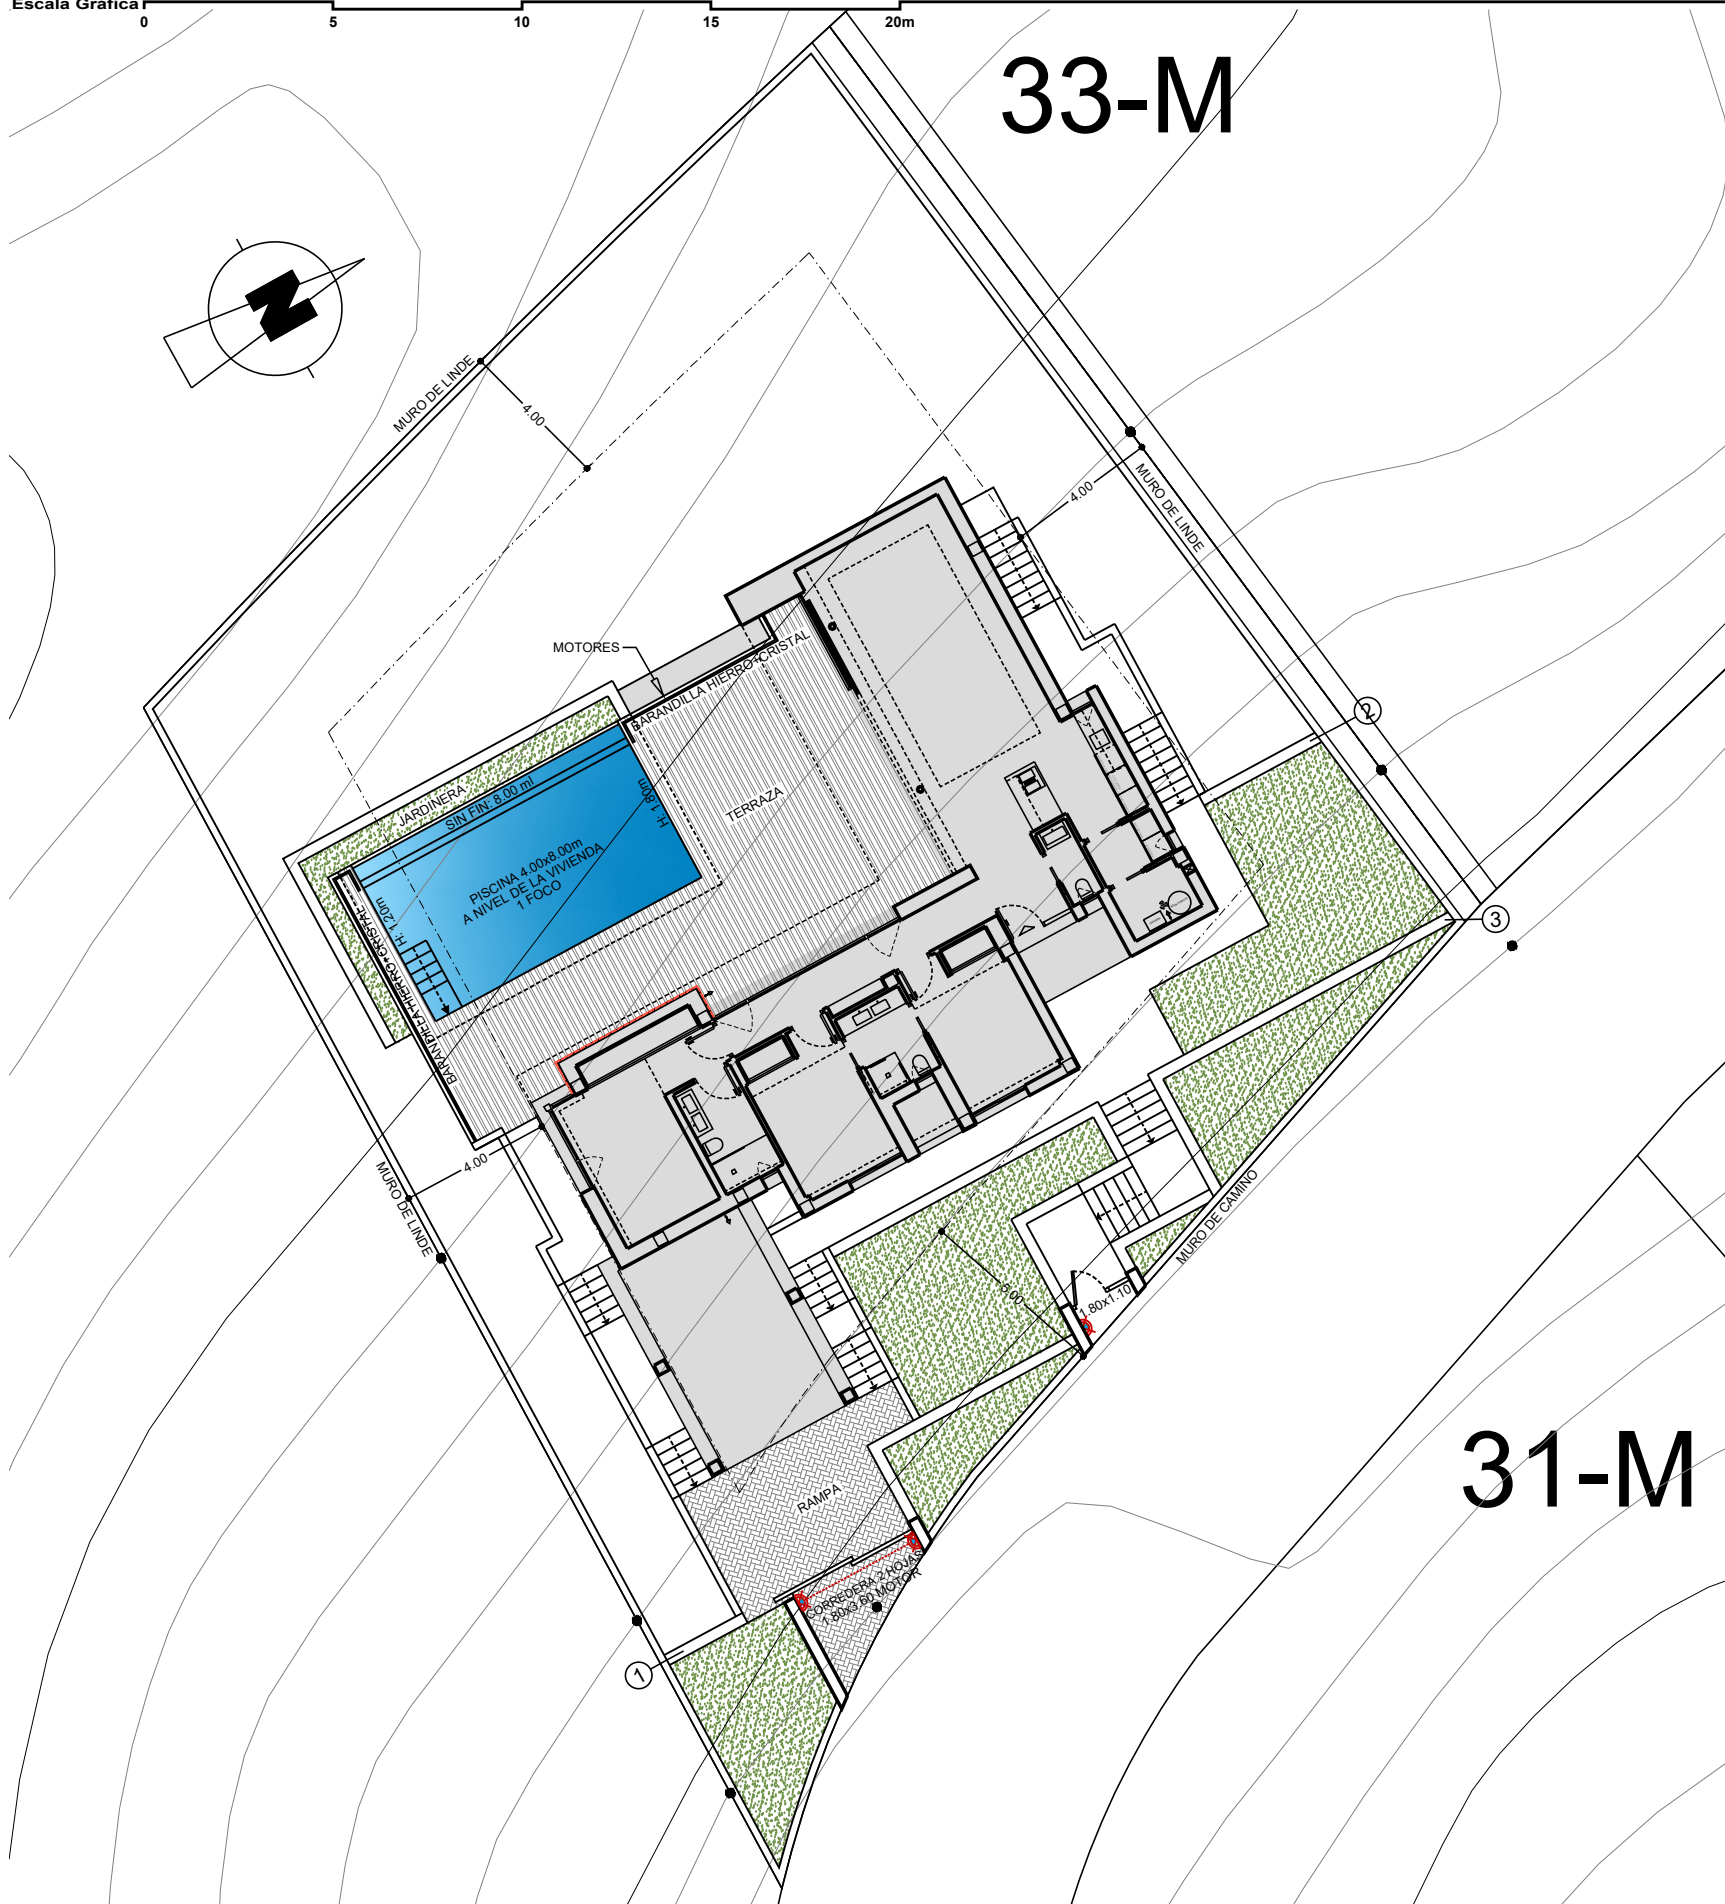 Escala Grafica
0 5 10 15 20m
33-M
N
MURO DE LINDE
4.00
4.00
MURO DE LINDE
MOTORES
BARANDILLA HIERRO+CRISTAL
2
JARDINERA
SIN FIN: 8.00 ml
H: 1.80m
TERRAZA
PISCINA 4.00x8.00m
A NIVEL DE LA VIVIENDA
1 FOCO
H: 1.20m
BARANDILLA HIERRO+CRISTAL
3
4.00
MURO DE LINDE
MURO DE CAMINO
5.00
1.80x1.10
31-M
RAMPA
CORREDERA 2 HOJAS
1.80x3.60 MOTOR
1